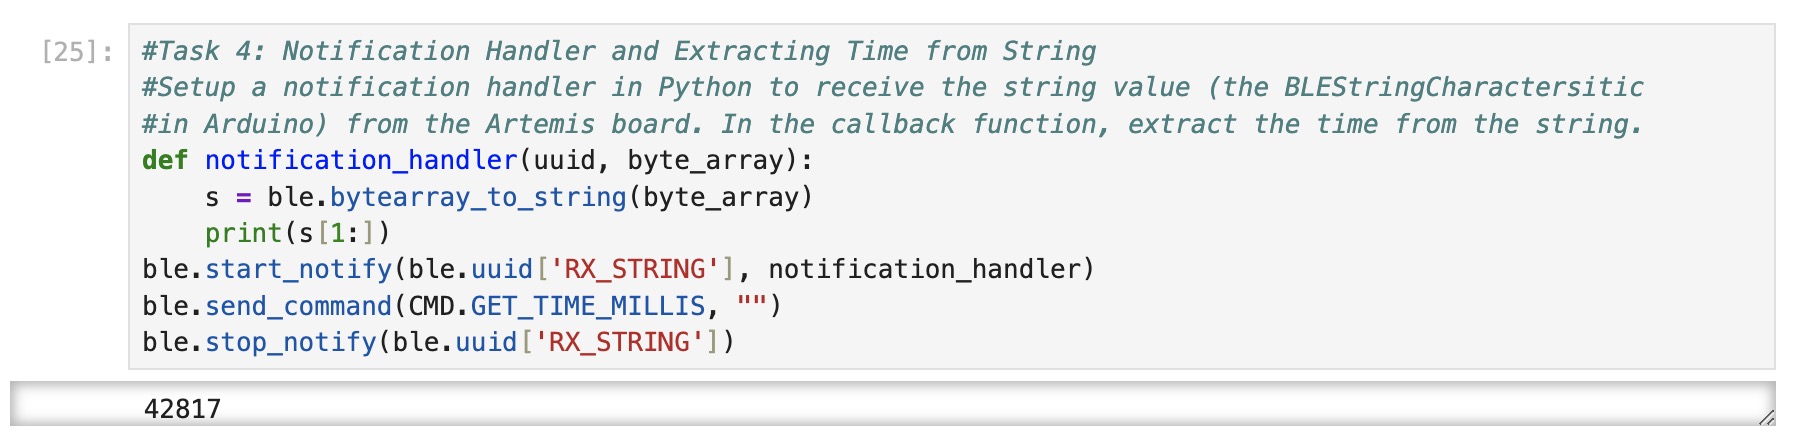 [25]: #Task 4: Notification Handler and Extracting Time from String
#Setup a notification handler in Python to receive the string value (the BLEStringCharactersitic
#in Arduino) from the Artemis board. In the callback function, extract the time from the string.
def notification_handler(uuid, byte_array):
    s = ble.bytearray_to_string(byte_array)
    print(s[1:])
ble.start_notify(ble.uuid['RX_STRING'], notification_handler)
ble.send_command(CMD.GET_TIME_MILLIS, "")
ble.stop_notify(ble.uuid['RX_STRING'])
42817